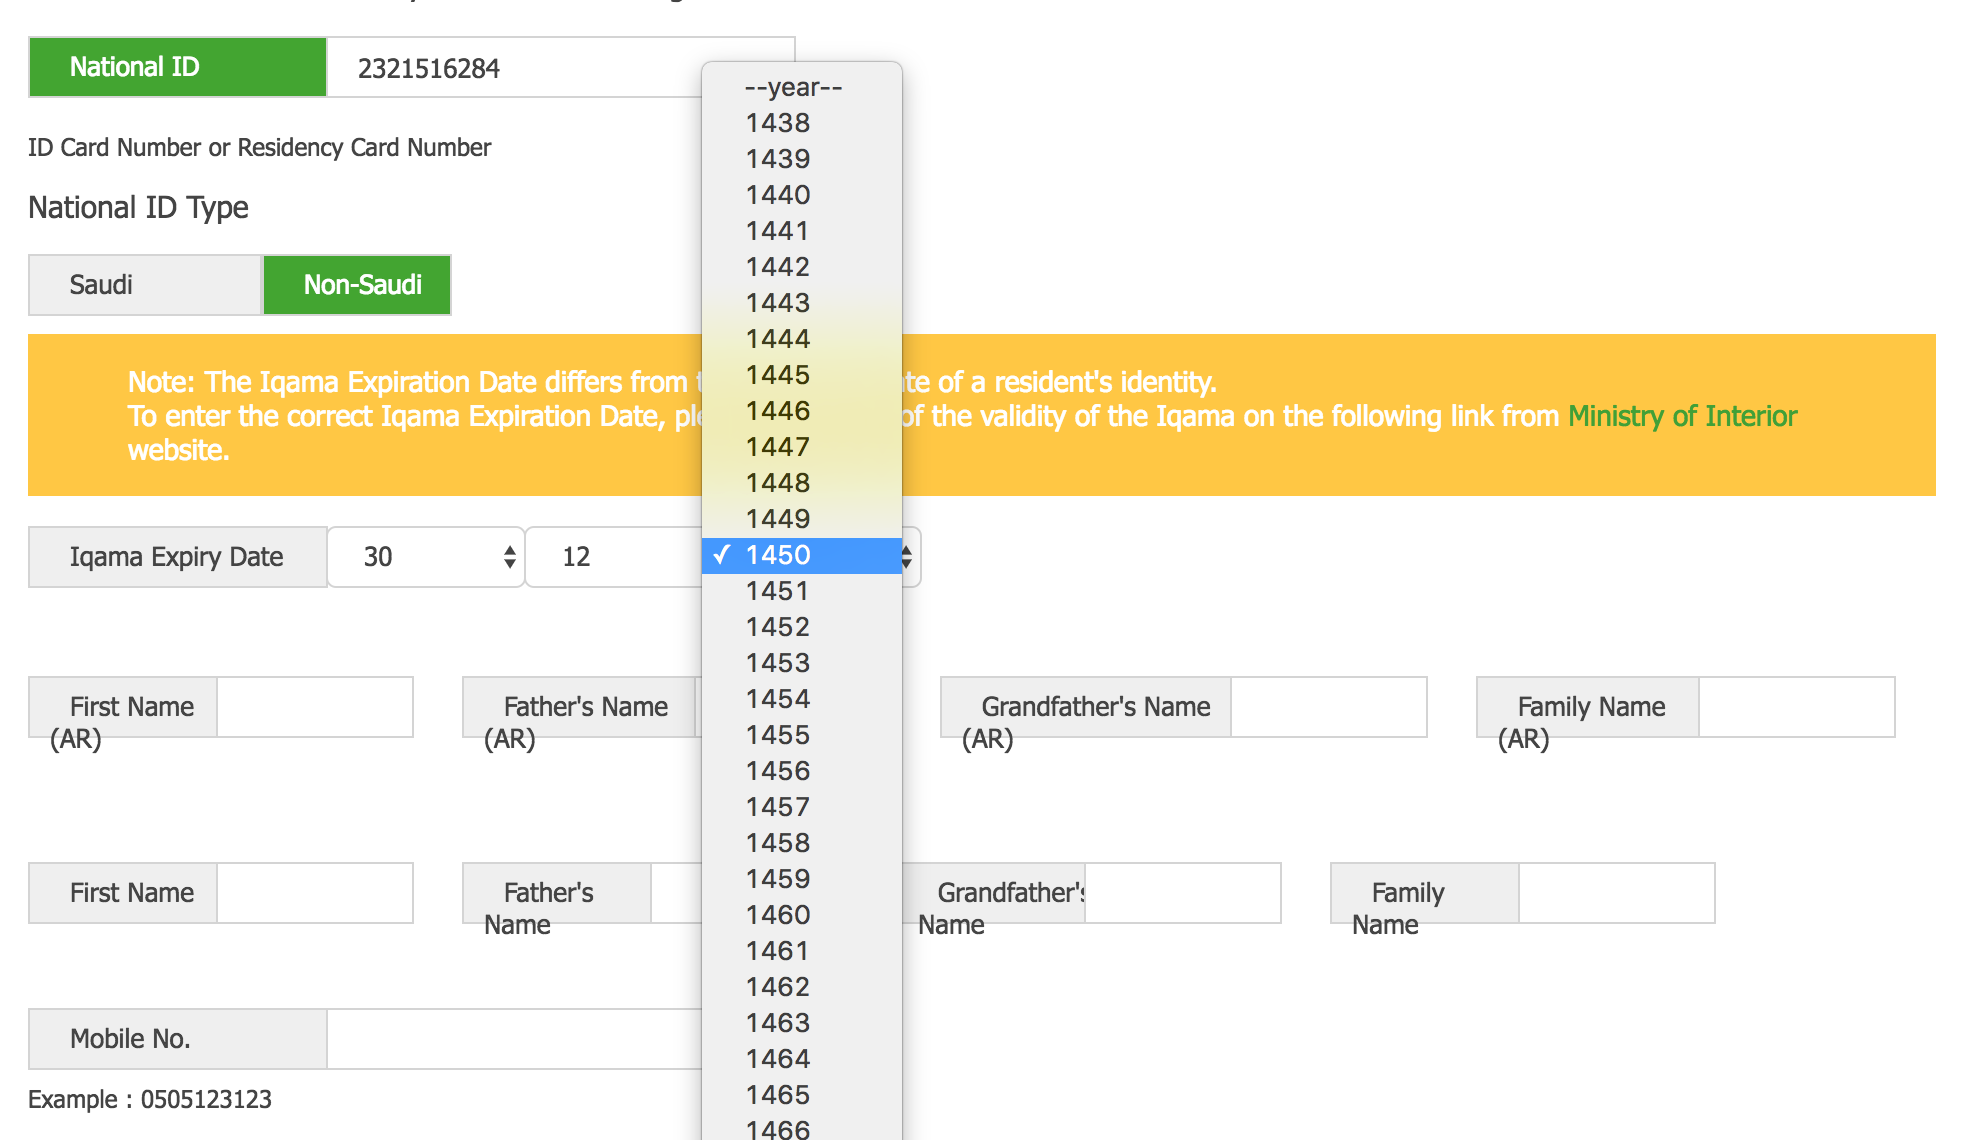 National ID
2321516284
ID Card Number or Residency Card Number
National ID Type
Saudi
Non-Saudi
Note: The Iqama Expiration Date differs from te of a resident's identity.
To enter the correct Iqama Expiration Date, ple of the validity of the Iqama on the following link from Ministry of Interior
website.
Iqama Expiry Date
30
12
--year--
1438
1439
1440
1441
1442
1443
1444
1445
1446
1447
1448
1449
✓ 1450
1451
1452
1453
1454
1455
1456
1457
1458
1459
1460
1461
1462
1463
1464
1465
1466
First Name
(AR)
Father's Name
(AR)
Grandfather's Name
(AR)
Family Name
(AR)
First Name
Father's
Name
Grandfather's
Name
Family
Name
Mobile No.
Example : 0505123123